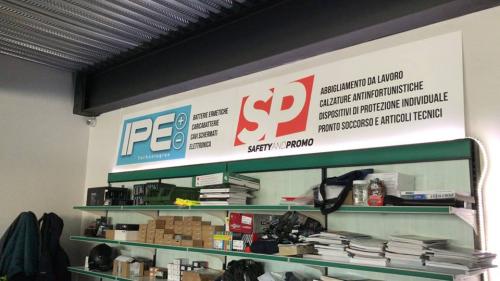 IPE
Technologies
BATTERIE ERMETICHE
CARICABATTERIE
CAVI SCHERMATI
ELETTRONICA
SP
SAFETYANDPROMO
ABBIGLIAMENTO DA LAVORO
CALZATURE ANTINFORTUNISTICHE
DISPOSITIVI DI PROTEZIONE INDIVIDUALE
PRONTO SOCCORSO E ARTICOLI TECNICI